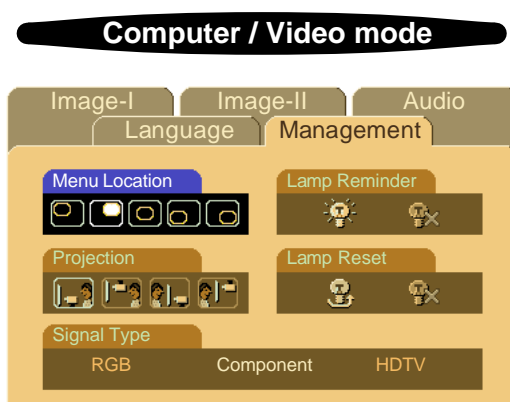 Computer / Video mode
Image-I Image-II Audio
Language Management
Menu Location Lamp Reminder
Projection Lamp Reset
Signal Type
RGB Component HDTV